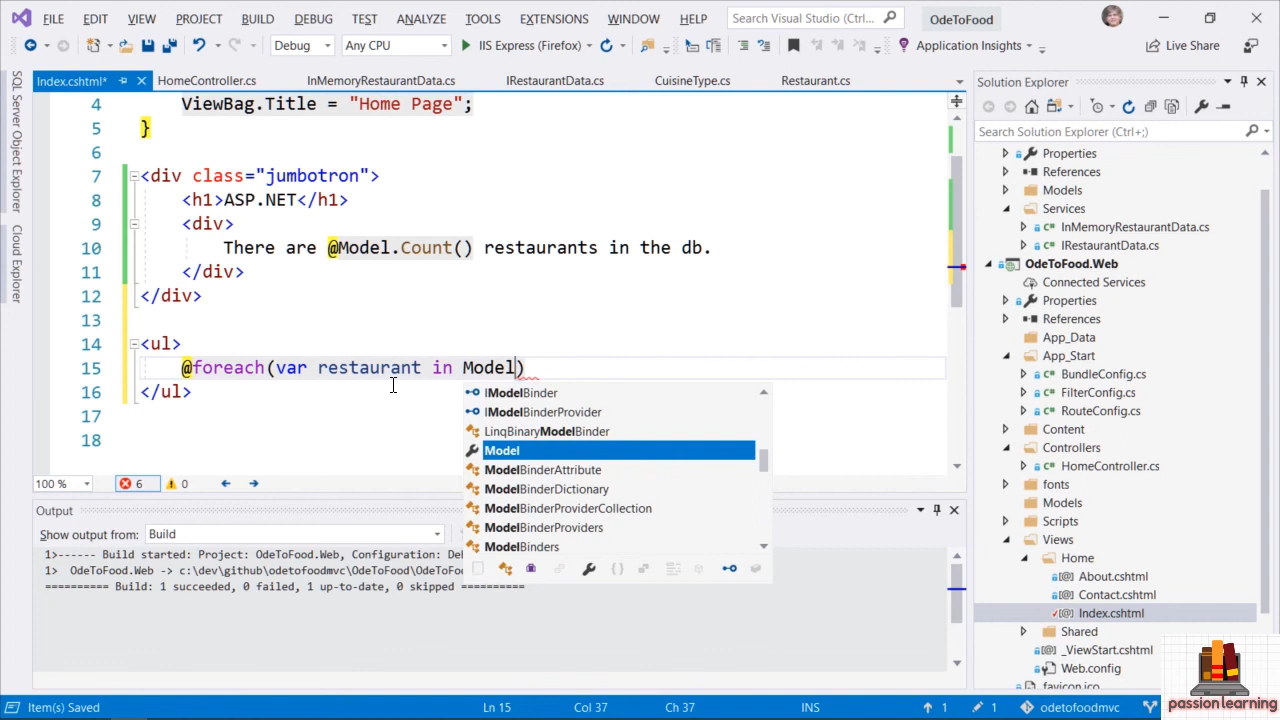 FILE EDIT VIEW PROJECT BUILD DEBUG TEST ANALYZE TOOLS EXTENSIONS WINDOW HELP Search Visual Studio (Ctrl... OdeToFood
Debug Any CPU IIS Express (Firefox) Application Insights Live Share
Index.cshtml* HomeController.cs InMemoryRestaurantData.cs IRestaurantData.cs CuisineType.cs Restaurant.cs
SQL Server Object Explorer
Cloud Explorer
4 ViewBag.Title = "Home Page";
5 }
6
7 <div class="jumbotron">
8 <h1>ASP.NET</h1>
9 <div>
10 There are @Model.Count() restaurants in the db.
11 </div>
12 </div>
13
14 <ul>
15 @foreach(var restaurant in Model)
16 </ul>
17
18
IModelBinder
IModelBinderProvider
LinqBinaryModelBinder
Model
ModelBinderAttribute
ModelBinderDictionary
ModelBinderProviderCollection
ModelBinderProviders
ModelBinders
100 % 6 0
Output
Show output from: Build
1>------ Build started: Project: OdeToFood.Web, Configuration: De
1> OdeToFood.Web -> c:\dev\github\odetofoodmvc\OdeToFood\OdeToFoo
========== Build: 1 succeeded, 0 failed, 1 up-to-date, 0 skipped ==========
Solution Explorer
Search Solution Explorer (Ctrl+;)
Properties
References
Models
Services
InMemoryRestaurantData.cs
IRestaurantData.cs
OdeToFood.Web
Connected Services
Properties
References
App_Data
App_Start
BundleConfig.cs
FilterConfig.cs
RouteConfig.cs
Content
Controllers
HomeController.cs
fonts
Models
Scripts
Views
Home
About.cshtml
Contact.cshtml
Index.cshtml
Shared
_ViewStart.cshtml
Web.config
favicon.ico
passion learning
Item(s) Saved Ln 15 Col 37 Ch 37 INS 1 1 odetofoodmvc